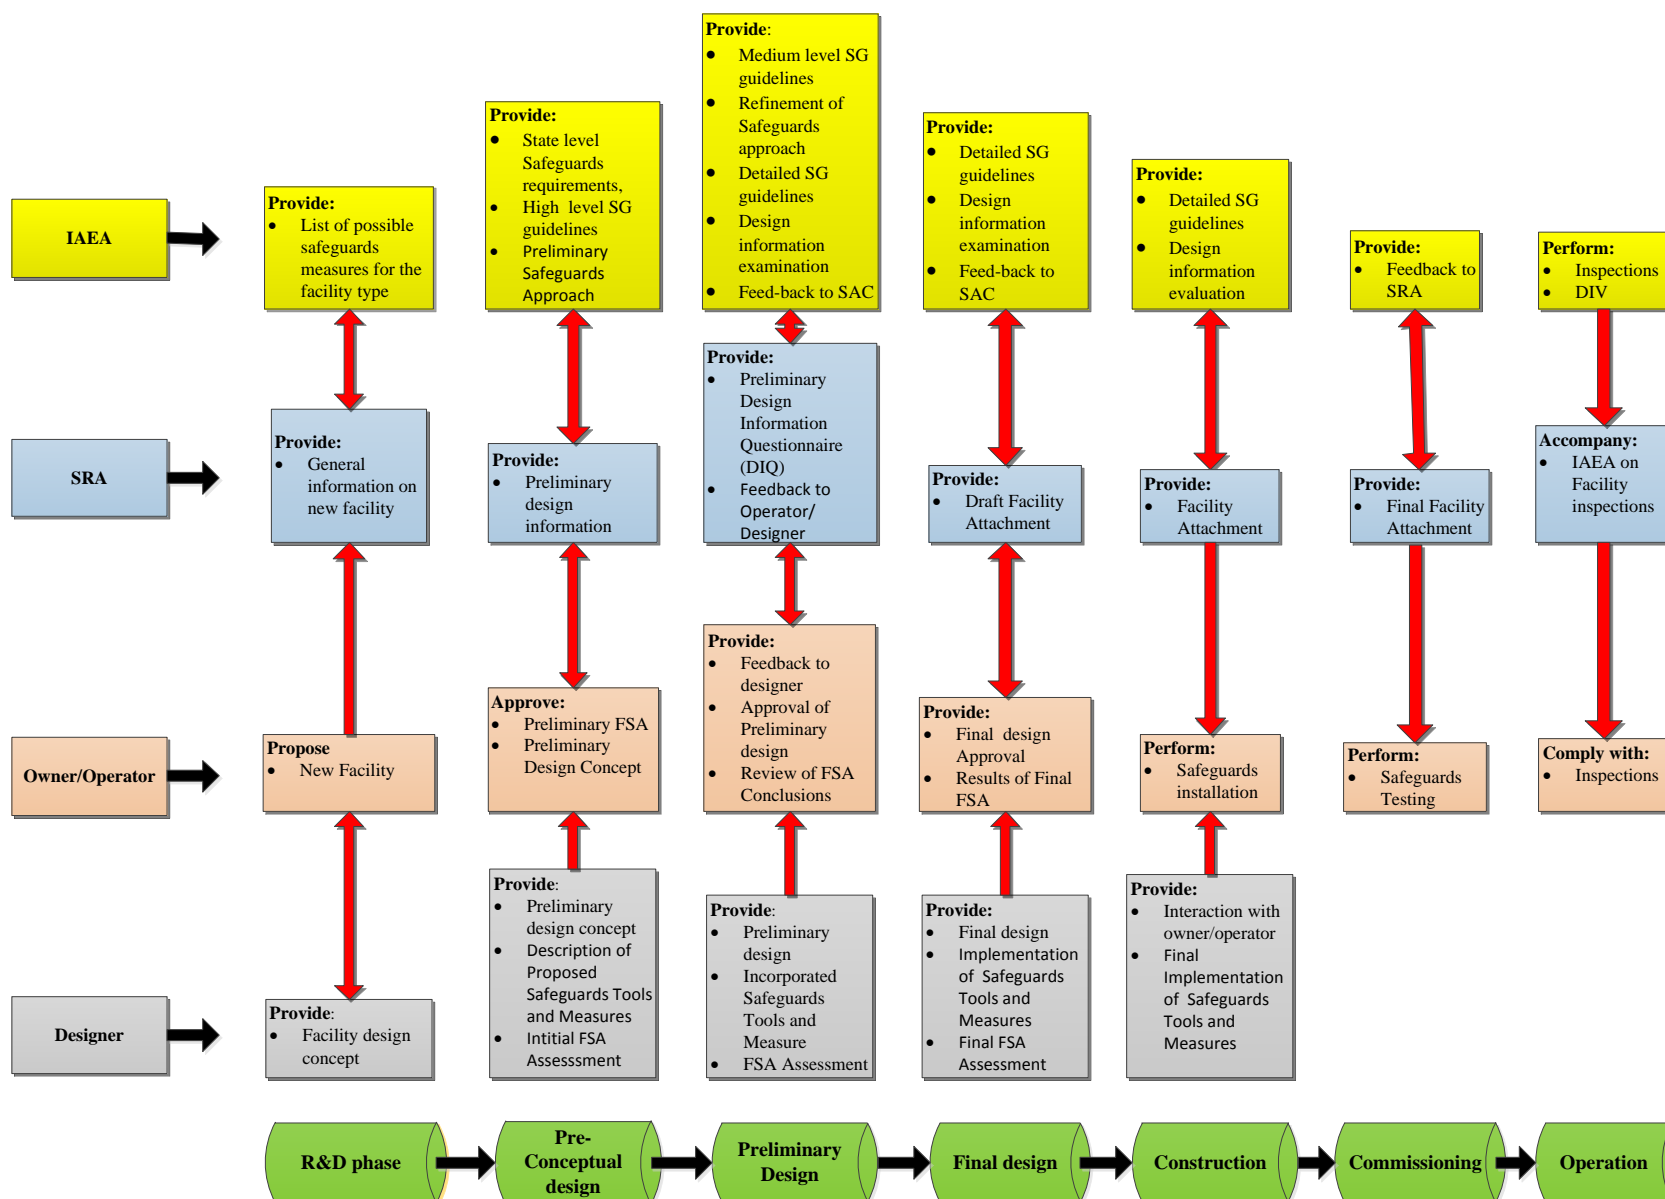 IAEA
Provide:
• List of possible
safeguards
measures for the
facility type
Provide:
• State level
Safeguards
requirements,
• High level SG
guidelines
• Preliminary
Safeguards
Approach
Provide:
• Medium level SG
guidelines
• Refinement of
Safeguards
approach
• Detailed SG
guidelines
• Design
information
examination
• Feed-back to SAC
Provide:
• Detailed SG
guidelines
• Design
information
examination
• Feed-back to
SAC
Provide:
• Detailed SG
guidelines
• Design
information
evaluation
Provide:
• Feedback to
SRA
Perform:
• Inspections
• DIV
SRA
Provide:
• General
information on
new facility
Provide:
• Preliminary
design
information
Provide:
• Preliminary
Design
Information
Questionnaire
(DIQ)
• Feedback to
Operator/
Designer
Provide:
• Draft Facility
Attachment
Provide:
• Facility
Attachment
Provide:
• Final Facility
Attachment
Accompany:
• IAEA on
Facility
inspections
Owner/Operator
Propose
• New Facility
Approve:
• Preliminary FSA
• Preliminary
Design Concept
Provide:
• Feedback to
designer
• Approval of
Preliminary
design
• Review of FSA
Conclusions
Provide:
• Final design
Approval
• Results of Final
FSA
Perform:
• Safeguards
installation
Perform:
• Safeguards
Testing
Comply with:
• Inspections
Designer
Provide:
• Facility design
concept
Provide:
• Preliminary
design concept
• Description of
Proposed
Safeguards Tools
and Measures
• Intitial FSA
Assesssment
Provide:
• Preliminary
design
• Incorporated
Safeguards
Tools and
Measure
• FSA Assessment
Provide:
• Final design
• Implementation
of Safeguards
Tools and
Measures
• Final FSA
Assessment
Provide:
• Interaction with
owner/operator
• Final
Implementation
of Safeguards
Tools and
Measures
R&D phase
Pre-
Conceptual
design
Preliminary
Design
Final design
Construction
Commissioning
Operation